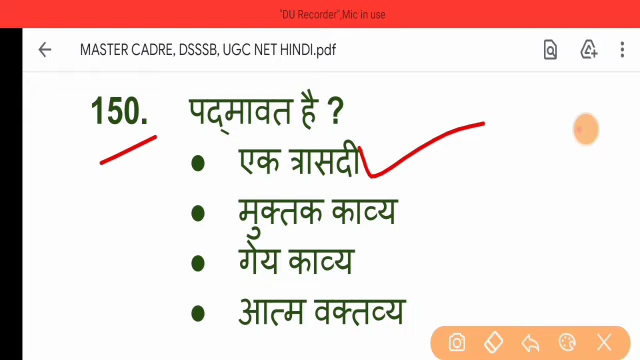 "DU Recorder",Mic in use
MASTER CADRE, DSSSB, UGC NET HINDI.pdf
150. पद्मावत है ?
● एक त्रासदी
● मुक्तक काव्य
● गेय काव्य
● आत्म वक्तव्य